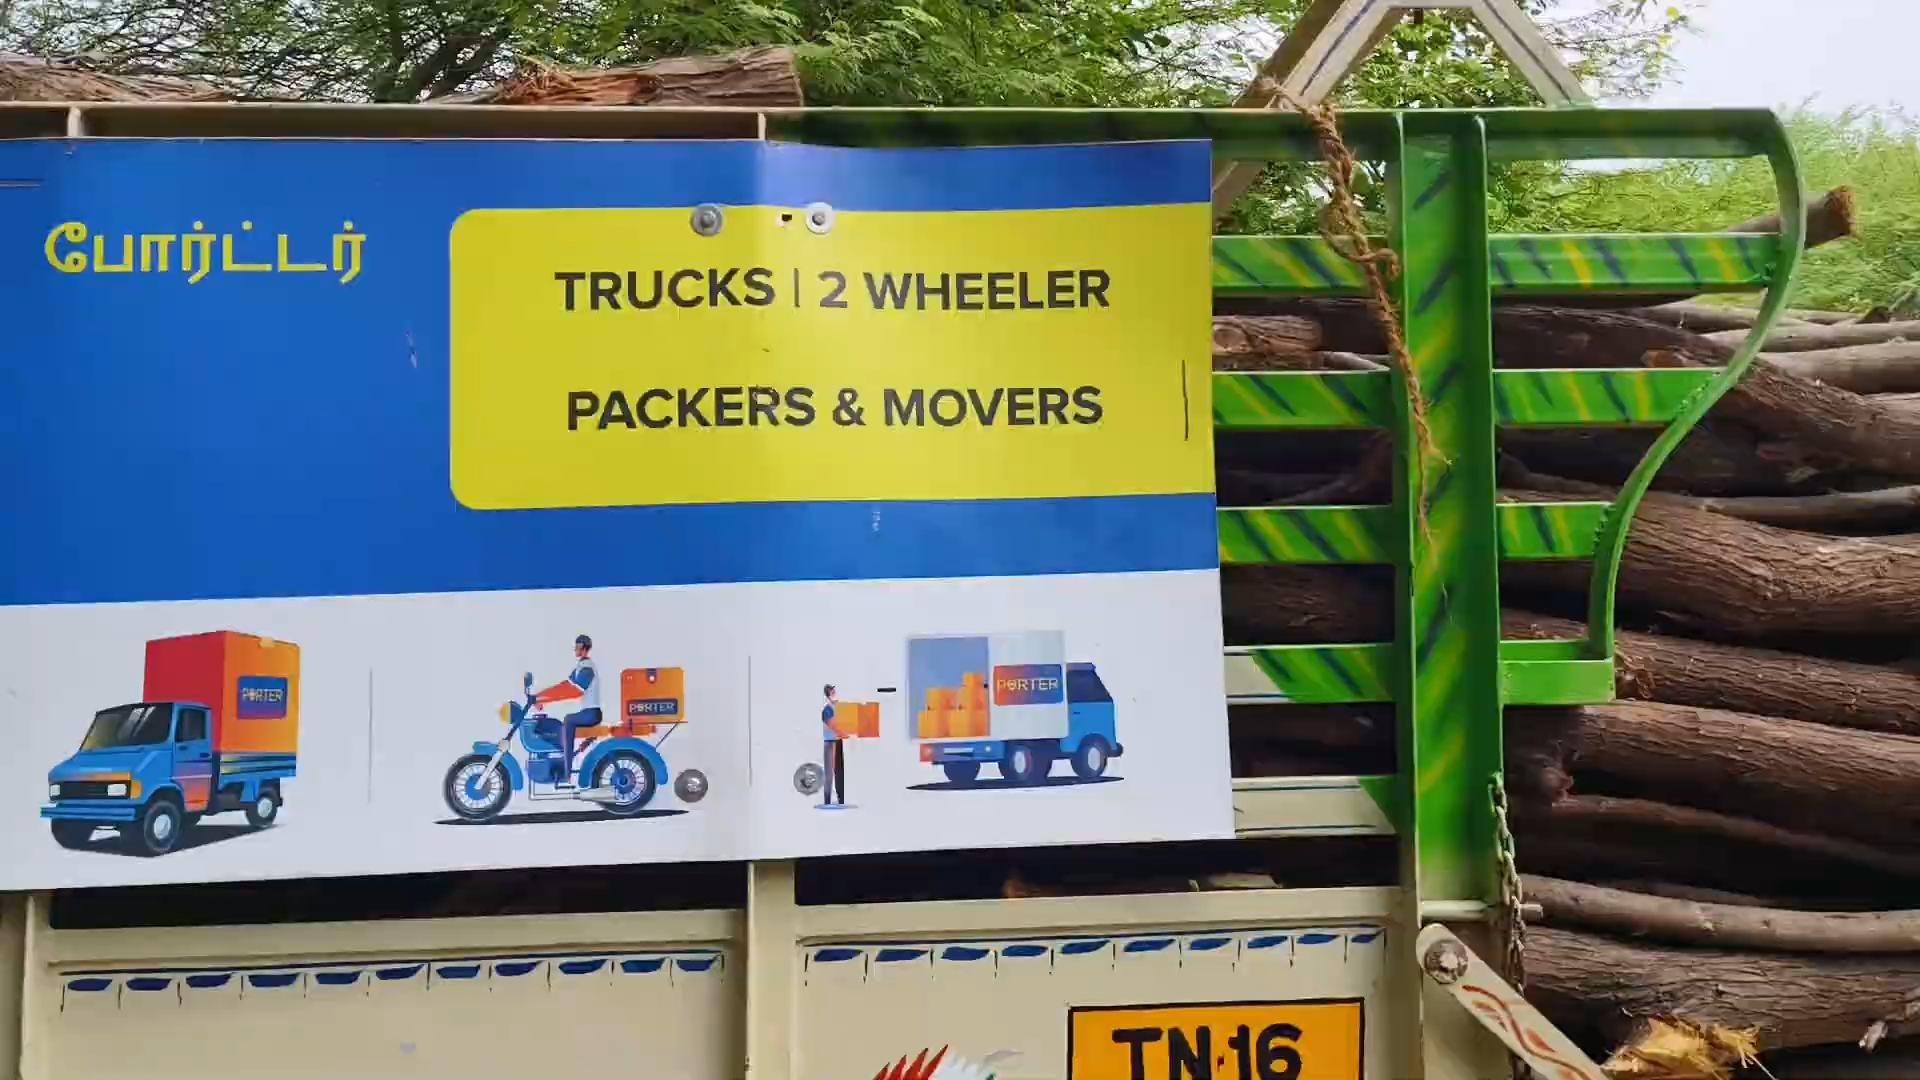 போர்ட்டர்
TRUCKS | 2 WHEELER
PACKERS & MOVERS
PORTER
PORTER
PORTER
TN·16